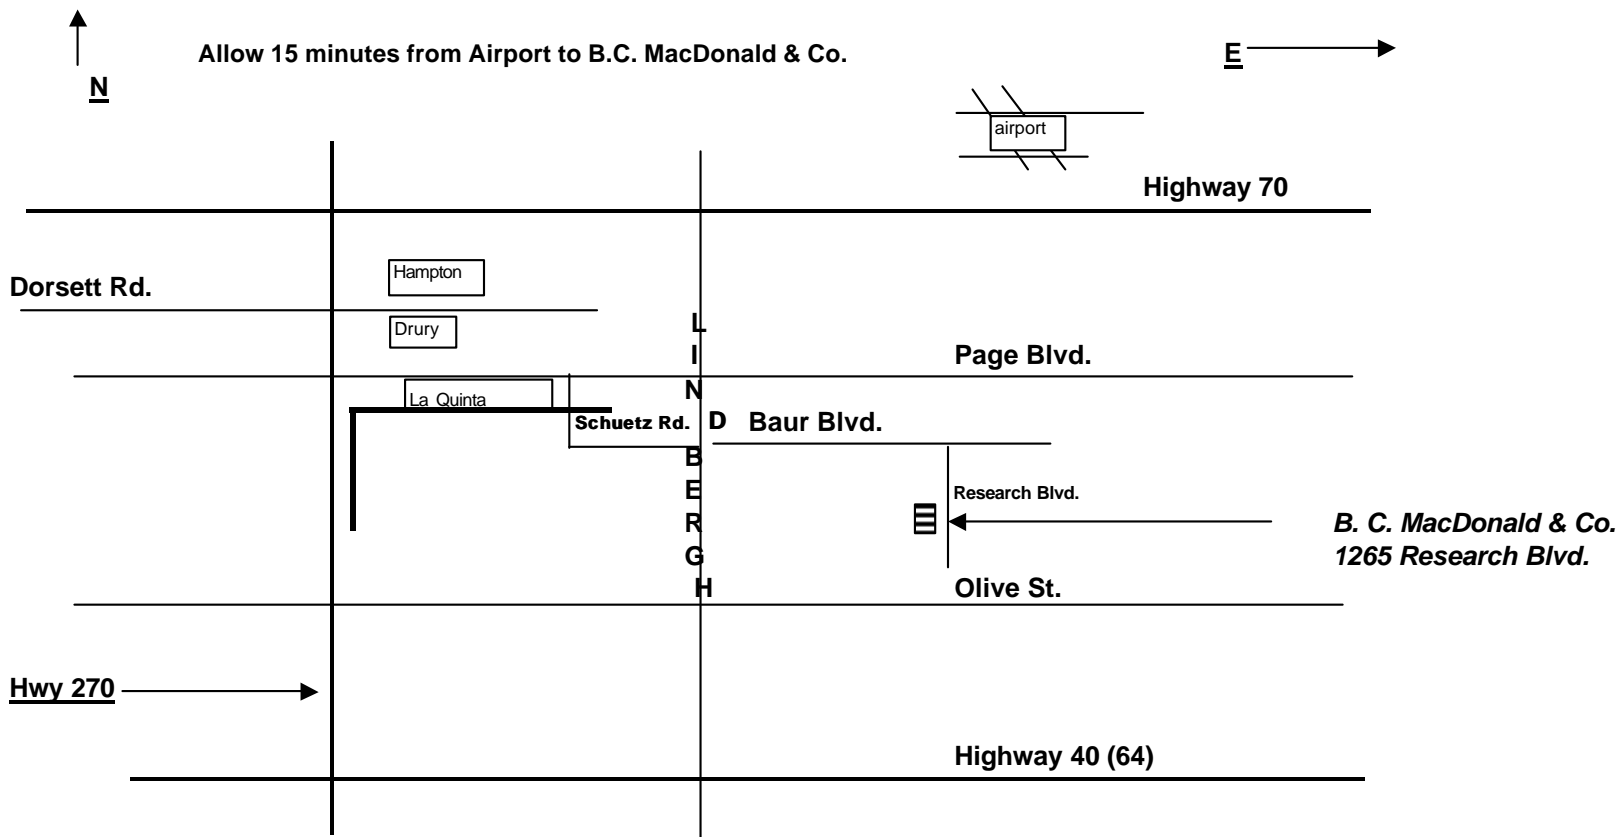 Allow 15 minutes from Airport to B.C. MacDonald & Co.
E
N
airport
Highway 70
Hampton
Dorsett Rd.
Drury
LINDBERGH
Page Blvd.
La Quinta
Schuetz Rd.
Baur Blvd.
Research Blvd.
B. C. MacDonald & Co.
1265 Research Blvd.
Olive St.
Hwy 270
Highway 40 (64)